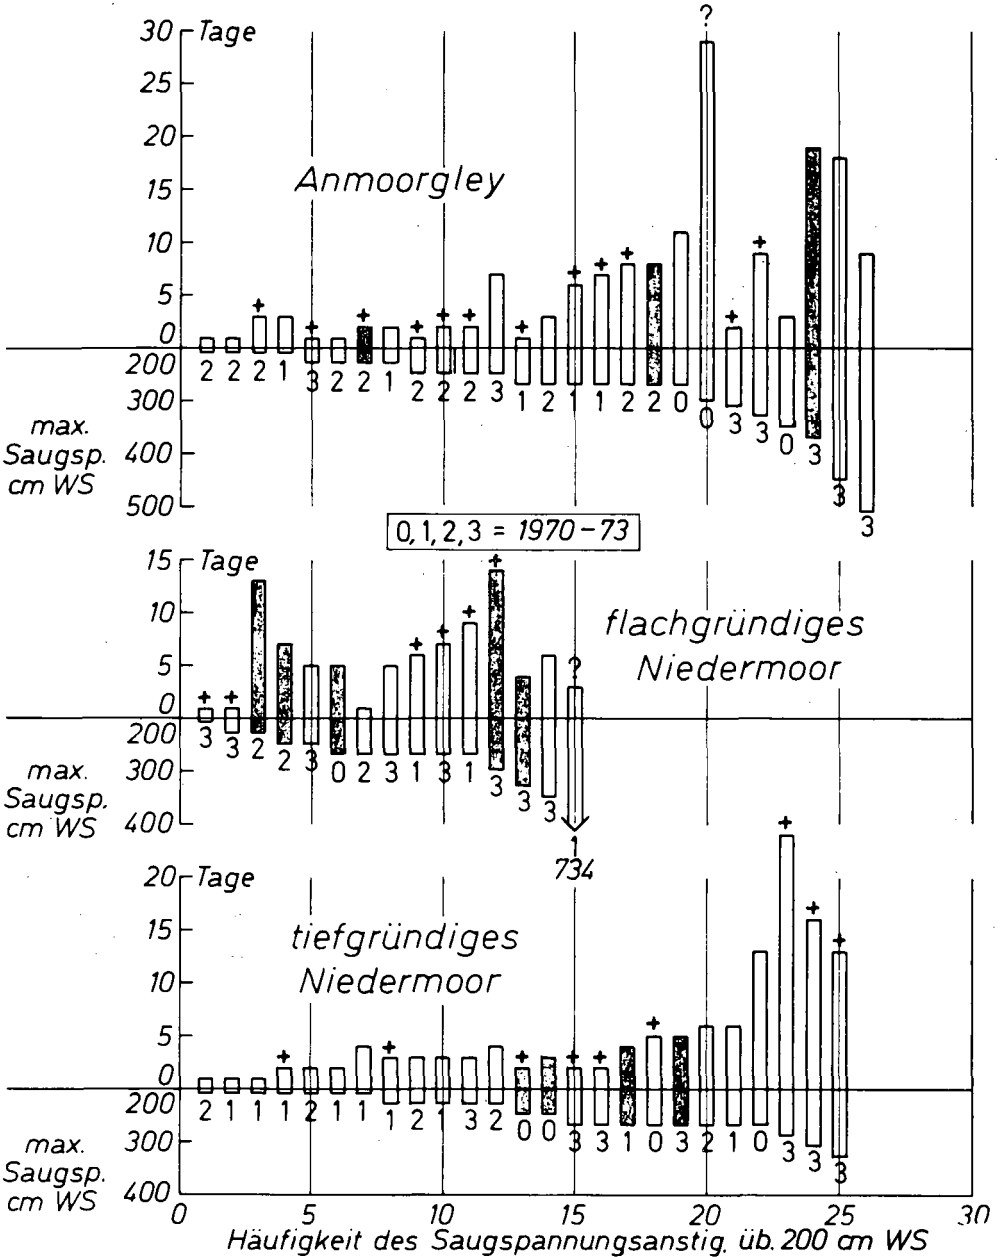 ?
30 Tage
25
20
15 Anmoorgley
10 + + + + +
5 + + + + + + + +
0
200 2 2 2 1 3 2 2 1 2 2 2 3 1 2 1 1 2 2 0 0 3 3 0 3 3 3
300
max.
Saugsp. 400
cm WS
500
0,1,2,3 = 1970-73
15 Tage +
10 + + + flachgründiges
Niedermoor
5 ?
0 + +
200 3 3 2 2 3 0 2 3 1 3 1 3 3 3 1
max. 300
Saugsp.
cm WS 400
734
20 Tage + + +
15 tiefgründiges
10 Niedermoor
5 + + + + + +
0
200 2 1 1 1 2 1 1 1 2 1 3 2 0 0 3 3 1 0 3 2 1 0 3 3 3
max. 300
Saugsp.
cm WS 400
0 5 10 15 20 25 30
Häufigkeit des Saugspannungsanstig. üb. 200 cm WS